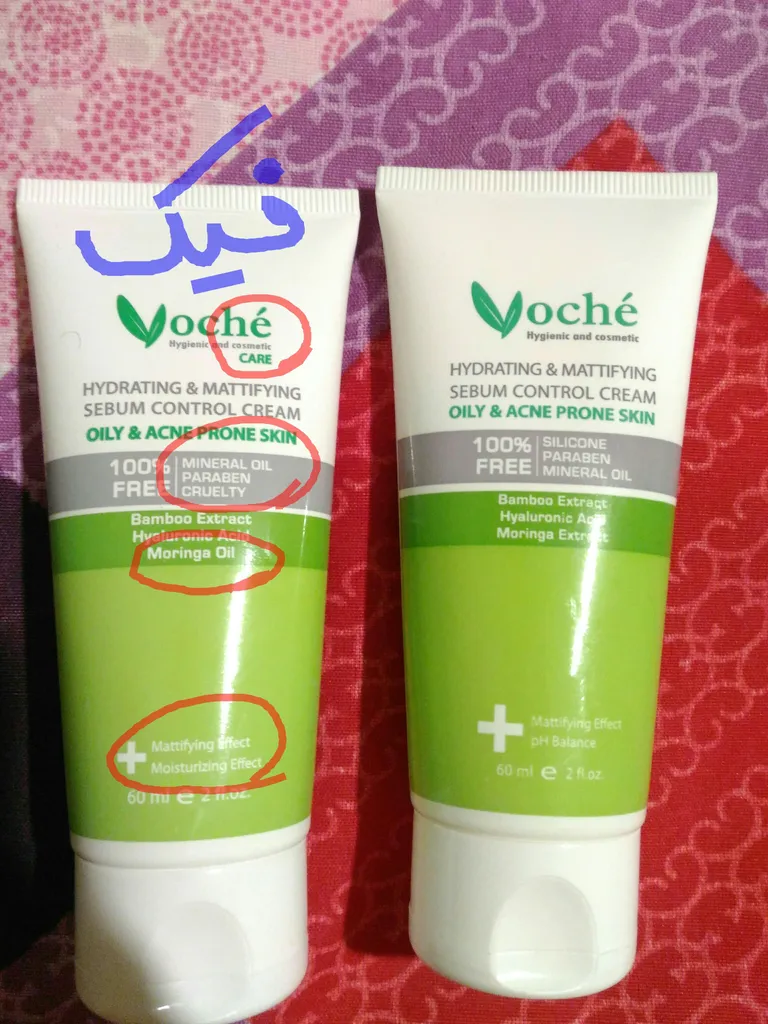 فیک
Voché
Hygienic and cosmetic
CARE
HYDRATING & MATTIFYING
SEBUM CONTROL CREAM
OILY & ACNE PRONE SKIN
100%
FREE
MINERAL OIL
PARABEN
CRUELTY
Bamboo Extract
Hyaluronic Acid
Moringa Oil
Mattifying Effect
Moisturizing Effect
60 ml e 2 fl.oz.
Voché
Hygienic and cosmetic
HYDRATING & MATTIFYING
SEBUM CONTROL CREAM
OILY & ACNE PRONE SKIN
100%
FREE
SILICONE
PARABEN
MINERAL OIL
Bamboo Extract
Hyaluronic Acid
Moringa Extract
Mattifying Effect
pH Balance
60 ml e 2 fl.oz.